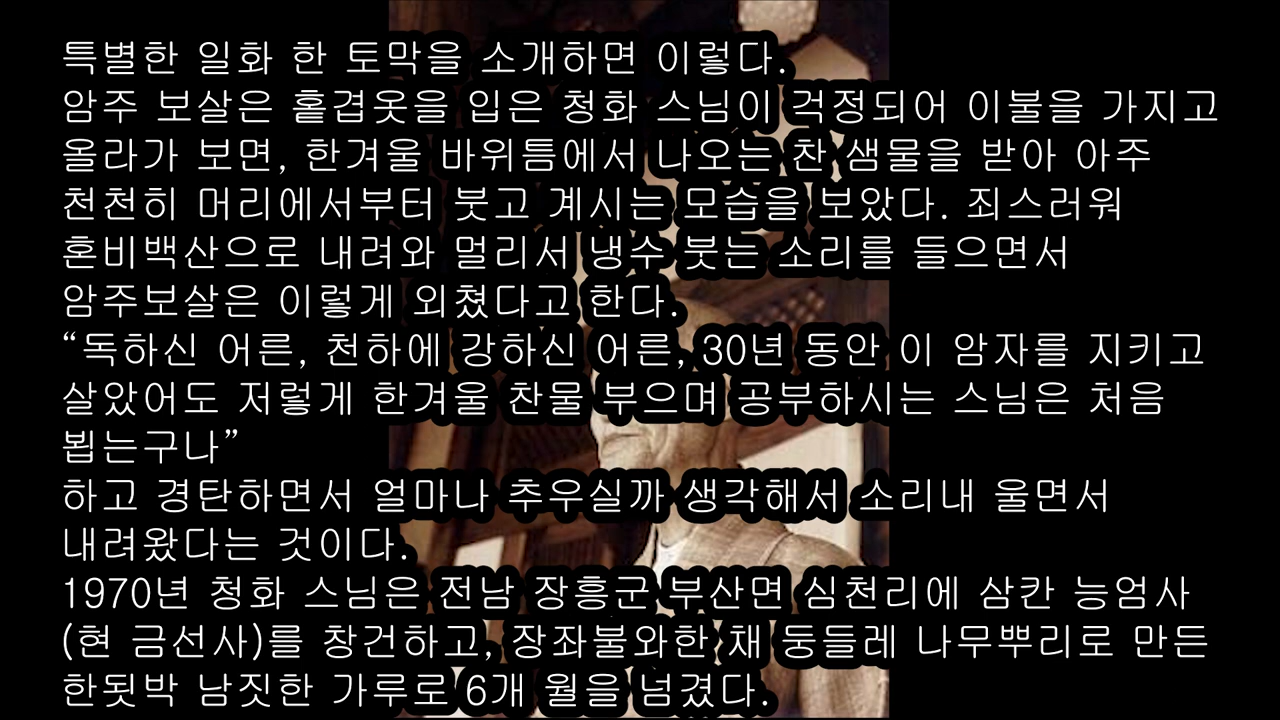 특별한 일화 한 토막을 소개하면 이렇다.
암주 보살은 홑겹옷을 입은 청화 스님이 걱정되어 이불을 가지고
올라가 보면, 한겨울 바위틈에서 나오는 찬 샘물을 받아 아주
천천히 머리에서부터 붓고 계시는 모습을 보았다. 죄스러워
혼비백산으로 내려와 멀리서 냉수 붓는 소리를 들으면서
암주보살은 이렇게 외쳤다고 한다.
“독하신 어른, 천하에 강하신 어른, 30년 동안 이 암자를 지키고
살았어도 저렇게 한겨울 찬물 부으며 공부하시는 스님은 처음
뵙는구나”
하고 경탄하면서 얼마나 추우실까 생각해서 소리내 울면서
내려왔다는 것이다.
1970년 청화 스님은 전남 장흥군 부산면 심천리에 삼칸 능엄사
(현 금선사)를 창건하고, 장좌불와한 채 둥들레 나무뿌리로 만든
한됫박 남짓한 가루로 6개 월을 넘겼다.